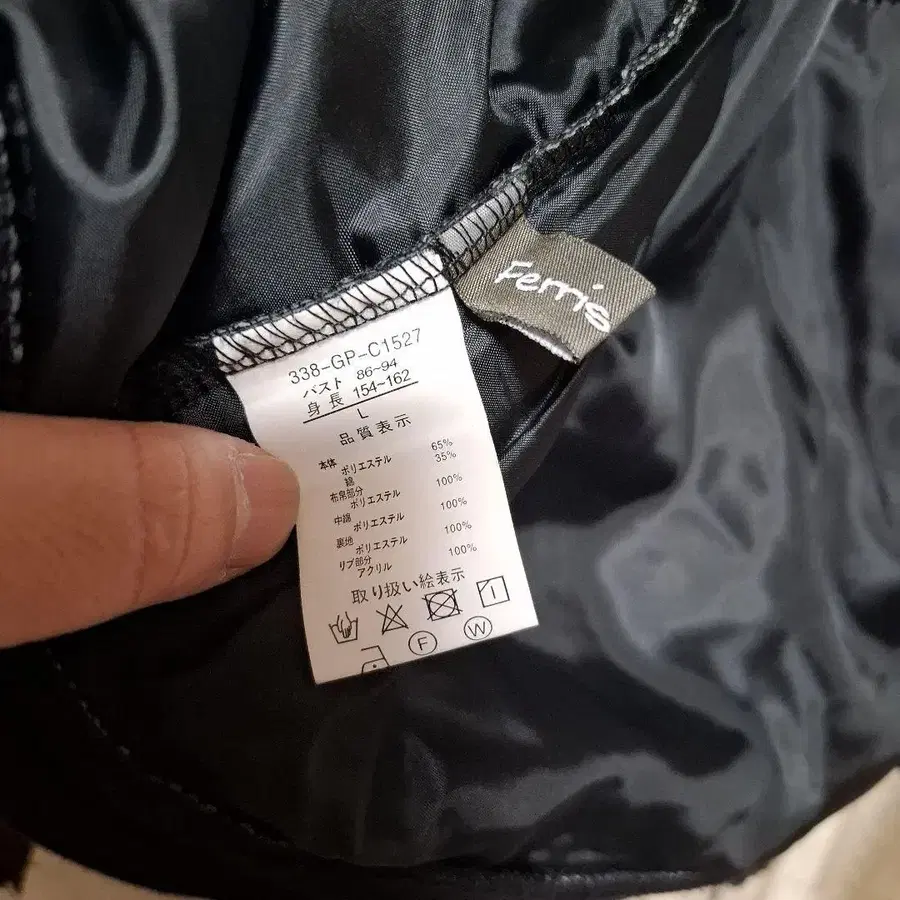 Ferris
338-GP-C1527
バスト 86~94
身長 154~162
L
品質表示
本体 ポリエステル 65%
綿 35%
布帛部分 ポリエステル 100%
中綿 ポリエステル 100%
裏地 ポリエステル 100%
リブ部分 アクリル 100%
取り扱い絵表示
F W